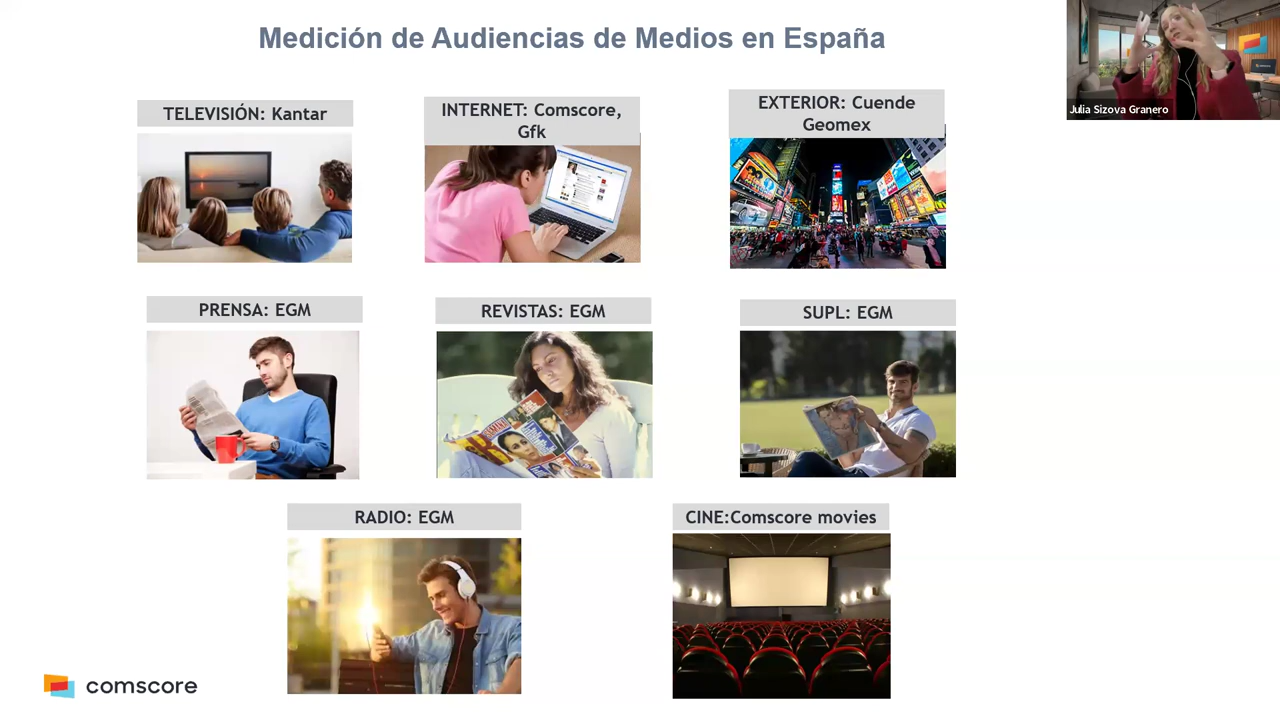 Medición de Audiencias de Medios en España
Julia Sizova Granero
TELEVISIÓN: Kantar
INTERNET: Comscore,
Gfk
EXTERIOR: Cuende
Geomex
PRENSA: EGM
REVISTAS: EGM
SUPL: EGM
RADIO: EGM
CINE:Comscore movies
comscore